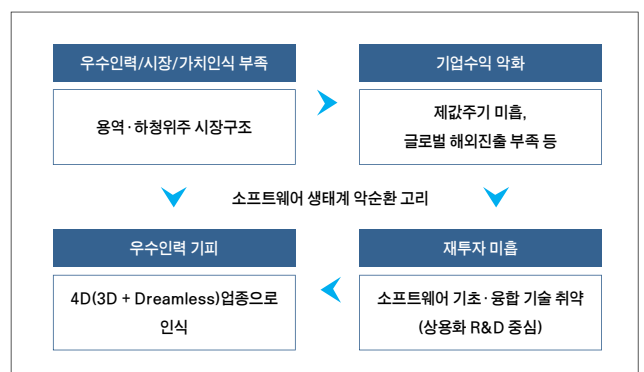 우수인력/시장/가치인식 부족
용역·하청위주 시장구조
기업수익 악화
제값주기 미흡,
글로벌 해외진출 부족 등
소프트웨어 생태계 악순환 고리
우수인력 기피
4D(3D + Dreamless)업종으로
인식
재투자 미흡
소프트웨어 기초·융합 기술 취약
(상용화 R&D 중심)